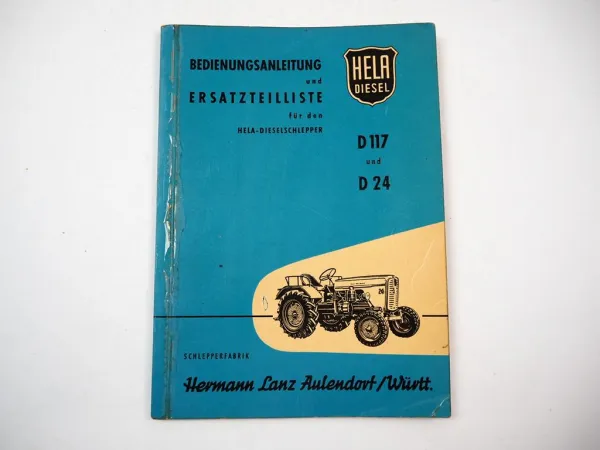 BEDIENUNGSANLEITUNG
und
ERSATZTEILLISTE
für den
HELA-DIESELSCHLEPPER
HELA
DIESEL
D 117
und
D 24
SCHLEPPERFABRIK
Hermann Lanz Aulendorf/Württ.